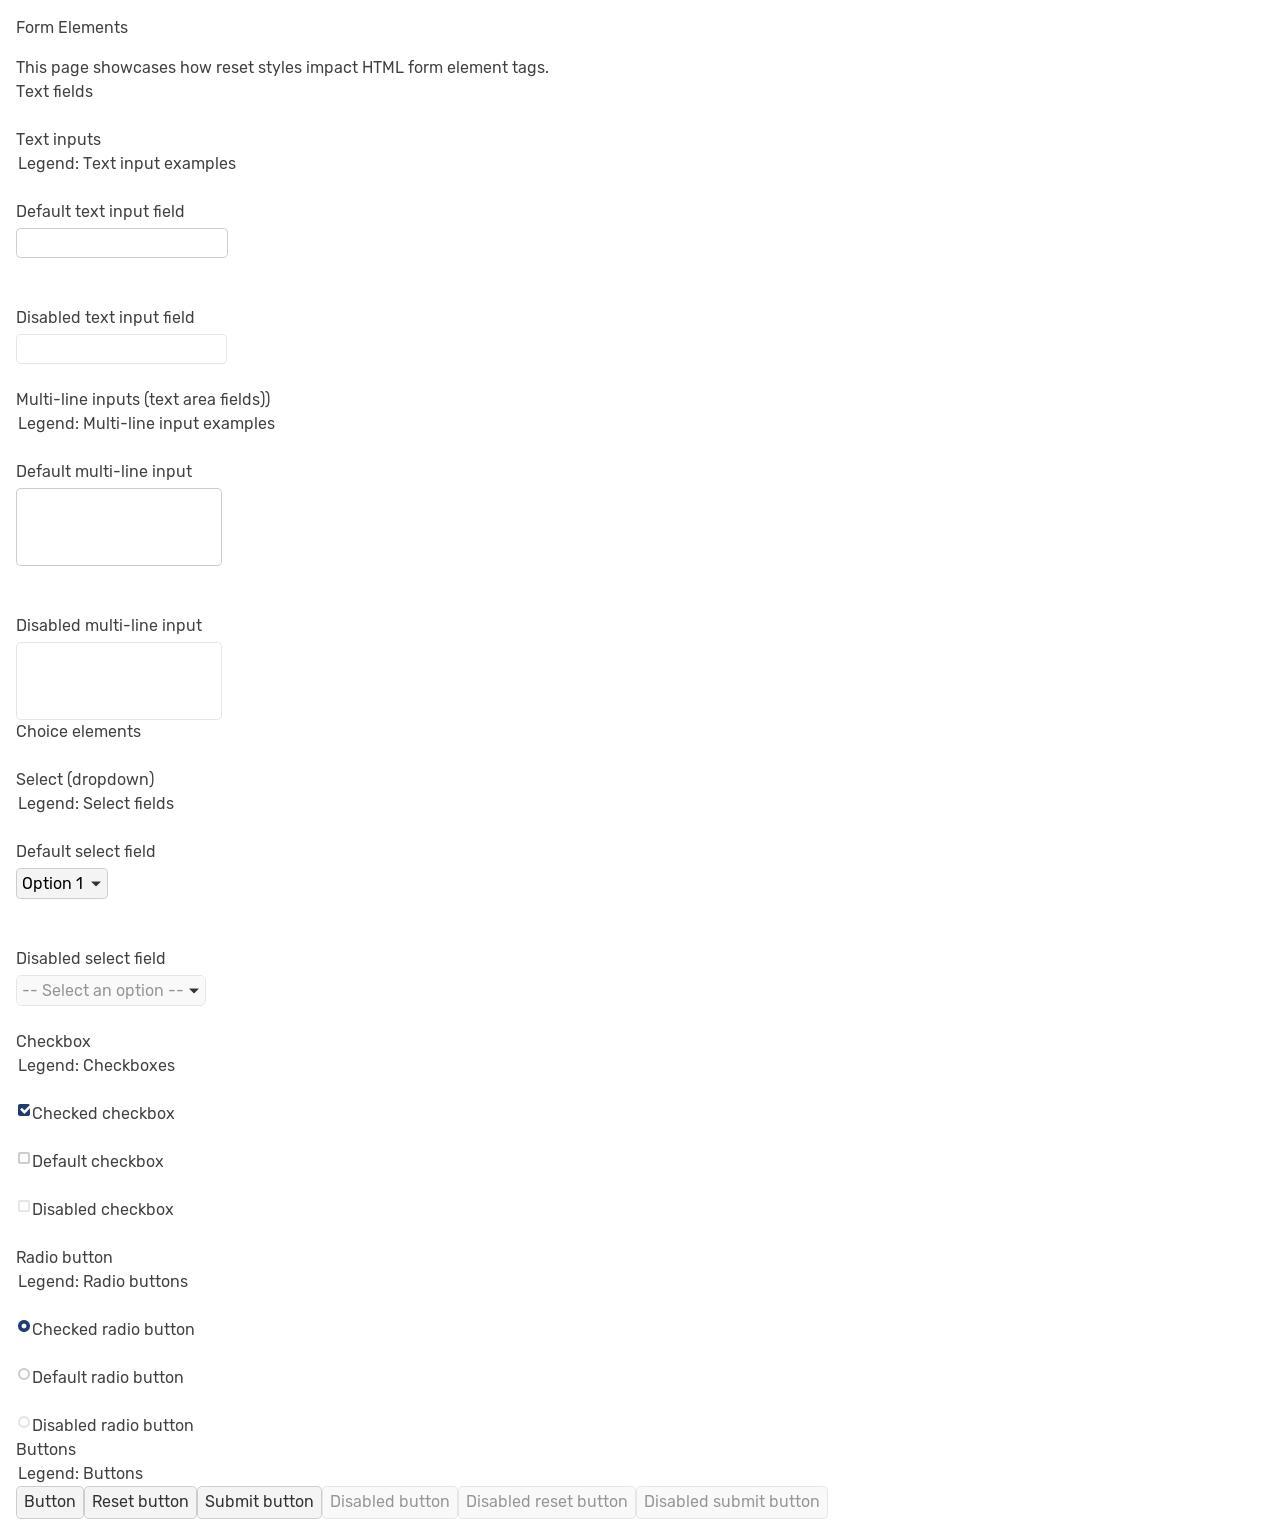 Form Elements
This page showcases how reset styles impact HTML form element tags.
Text fields
Text inputs
Legend: Text input examples
Default text input field
Disabled text input field
Multi-line inputs (text area fields))
Legend: Multi-line input examples
Default multi-line input
Disabled multi-line input
Choice elements
Select (dropdown)
Legend: Select fields
Default select field
Option 1
Disabled select field
-- Select an option --
Checkbox
Legend: Checkboxes
Checked checkbox
Default checkbox
Disabled checkbox
Radio button
Legend: Radio buttons
Checked radio button
Default radio button
Disabled radio button
Buttons
Legend: Buttons
Button Reset button Submit button Disabled button Disabled reset button Disabled submit button